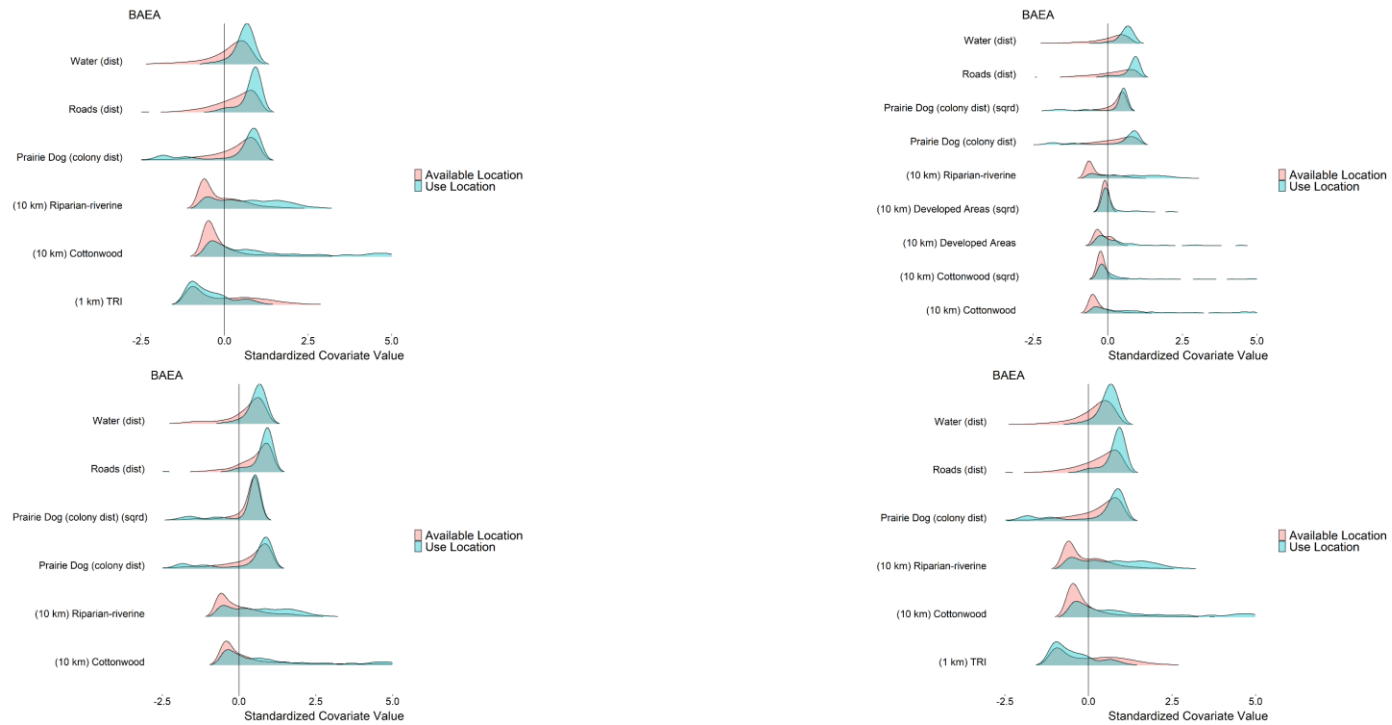 BAEA
Water (dist)
Roads (dist)
Prairie Dog (colony dist)
(10 km) Riparian-riverine
(10 km) Cottonwood
(1 km) TRI
Available Location
Use Location
-2.5 0.0 2.5 5.0
Standardized Covariate Value
BAEA
Water (dist)
Roads (dist)
Prairie Dog (colony dist) (sqrd)
Prairie Dog (colony dist)
(10 km) Riparian-riverine
(10 km) Developed Areas (sqrd)
(10 km) Developed Areas
(10 km) Cottonwood (sqrd)
(10 km) Cottonwood
Available Location
Use Location
-2.5 0.0 2.5 5.0
Standardized Covariate Value
BAEA
Water (dist)
Roads (dist)
Prairie Dog (colony dist) (sqrd)
Prairie Dog (colony dist)
(10 km) Riparian-riverine
(10 km) Cottonwood
Available Location
Use Location
-2.5 0.0 2.5 5.0
Standardized Covariate Value
BAEA
Water (dist)
Roads (dist)
Prairie Dog (colony dist)
(10 km) Riparian-riverine
(10 km) Cottonwood
(1 km) TRI
Available Location
Use Location
-2.5 0.0 2.5 5.0
Standardized Covariate Value